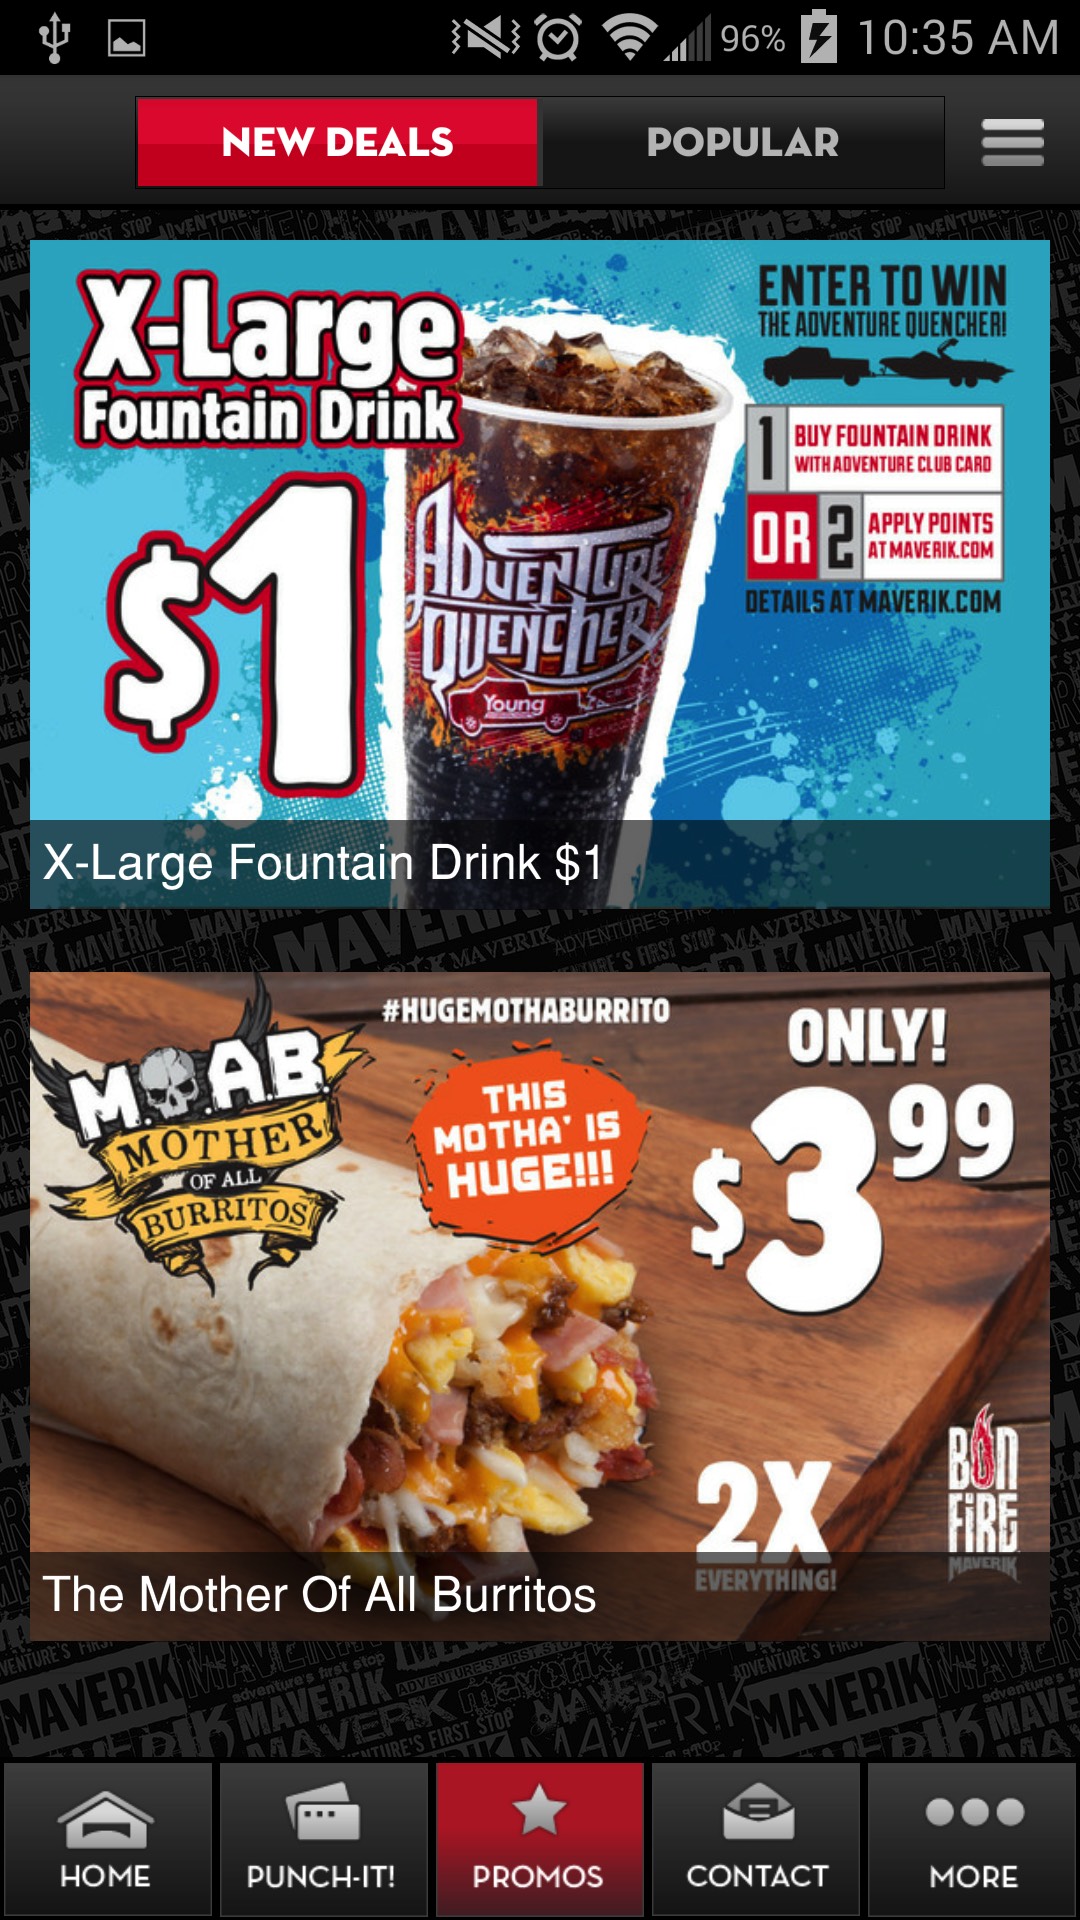 96% 10:35 AM
NEW DEALS
POPULAR
X-Large
Fountain Drink
$1
ADVENTURE
QUENCHER
Young
ENTER TO WIN
THE ADVENTURE QUENCHER!
1 BUY FOUNTAIN DRINK
WITH ADVENTURE CLUB CARD
OR 2 APPLY POINTS
AT MAVERIK.COM
DETAILS AT MAVERIK.COM
X-Large Fountain Drink $1
#HUGEMOTHABURRITO
M.O.A.B.
MOTHER
OF ALL
BURRITOS
THIS
MOTHA' IS
HUGE!!!
ONLY!
$3.99
2X
EVERYTHING!
BONFIRE
MAVERIK
The Mother Of All Burritos
HOME
PUNCH-IT!
PROMOS
CONTACT
MORE